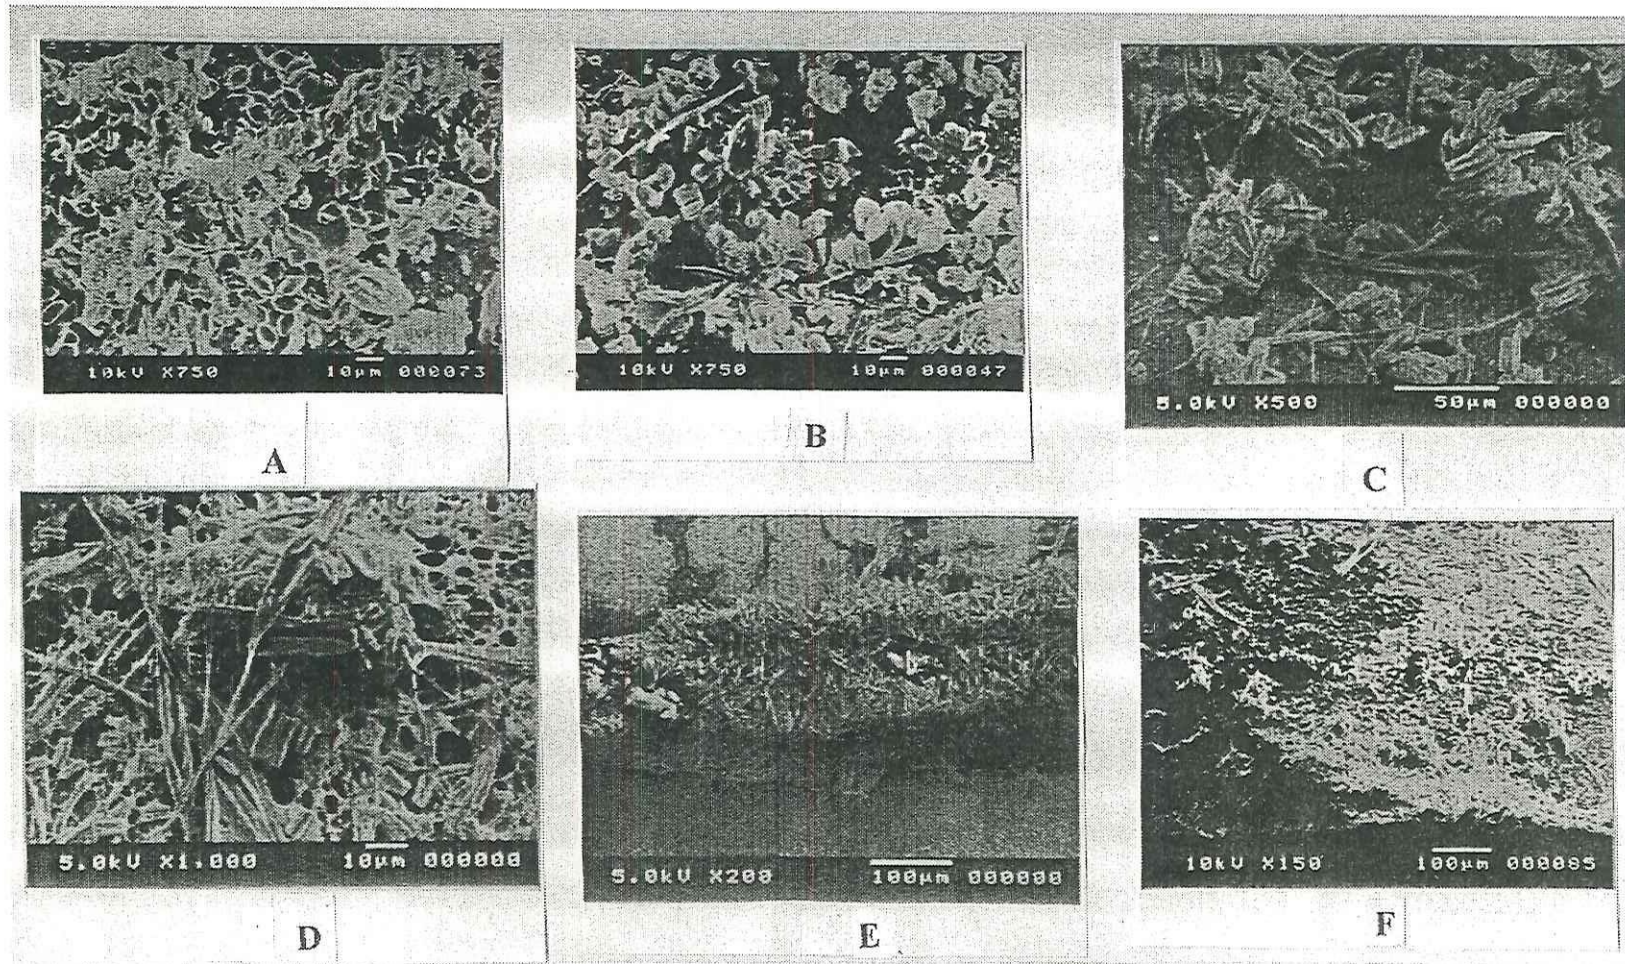 10kV X750 10µm 000073
10kV X750 10µm 000047
5.0kV X500 50µm 000000
A
B
C
5.0kV X1,000 10µm 000000
5.0kV X200 100µm 000000
10kV X150 100µm 000085
D
E
F